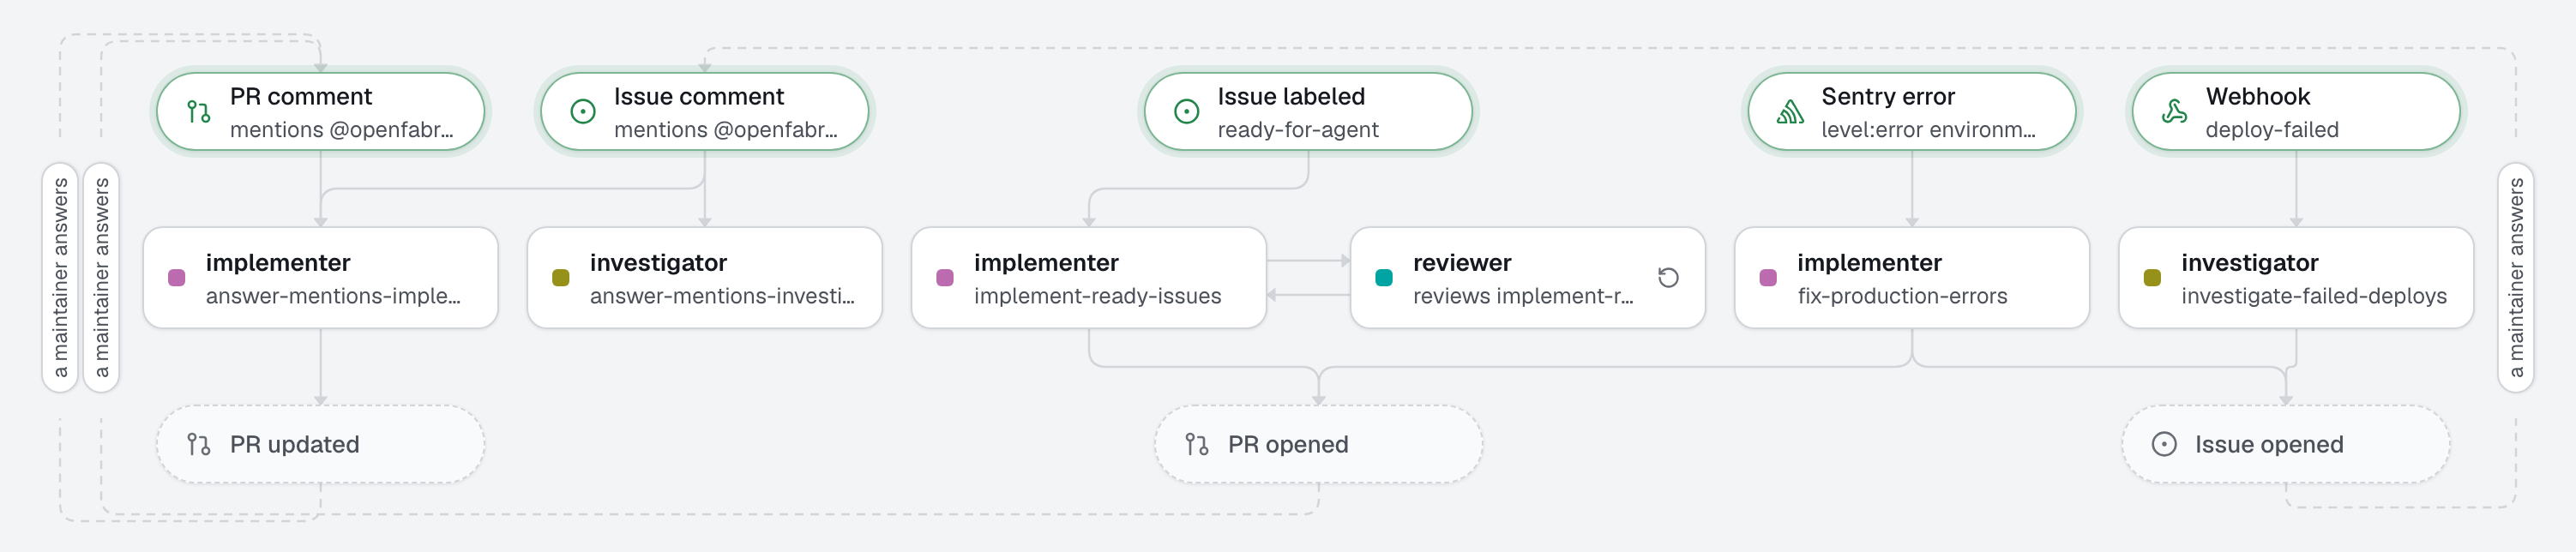 PR comment
mentions @openfabr...
Issue comment
mentions @openfabr...
Issue labeled
ready-for-agent
Sentry error
level:error environm...
Webhook
deploy-failed
a maintainer answers
a maintainer answers
implementer
answer-mentions-imple...
investigator
answer-mentions-investi...
implementer
implement-ready-issues
reviewer
reviews implement-r...
implementer
fix-production-errors
investigator
investigate-failed-deploys
a maintainer answers
PR updated
PR opened
Issue opened